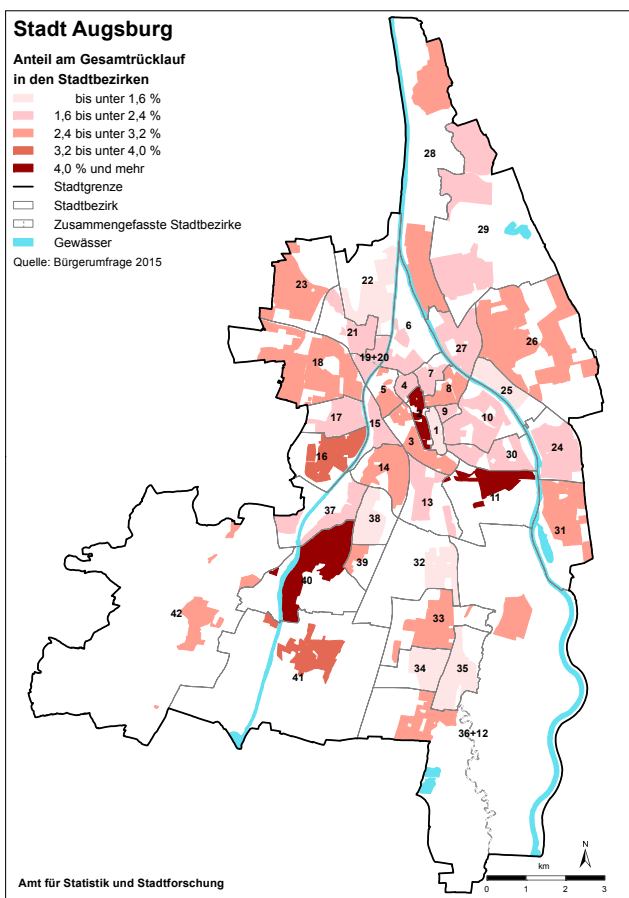 Stadt Augsburg
Anteil am Gesamtrücklauf
in den Stadtbezirken
bis unter 1,6 %
1,6 bis unter 2,4 %
2,4 bis unter 3,2 %
3,2 bis unter 4,0 %
4,0 % und mehr
Stadtgrenze
Stadtbezirk
Zusammengefasste Stadtbezirke
Gewässer
Quelle: Bürgerumfrage 2015
28
29
22
23
21
6
27
26
19+20
18
7
25
5
4
8
17
15
9
10
1
3
24
16
30
14
11
13
31
37
38
32
39
40
42
33
41
34
35
36+12
N
km
0 1 2 3
Amt für Statistik und Stadtforschung